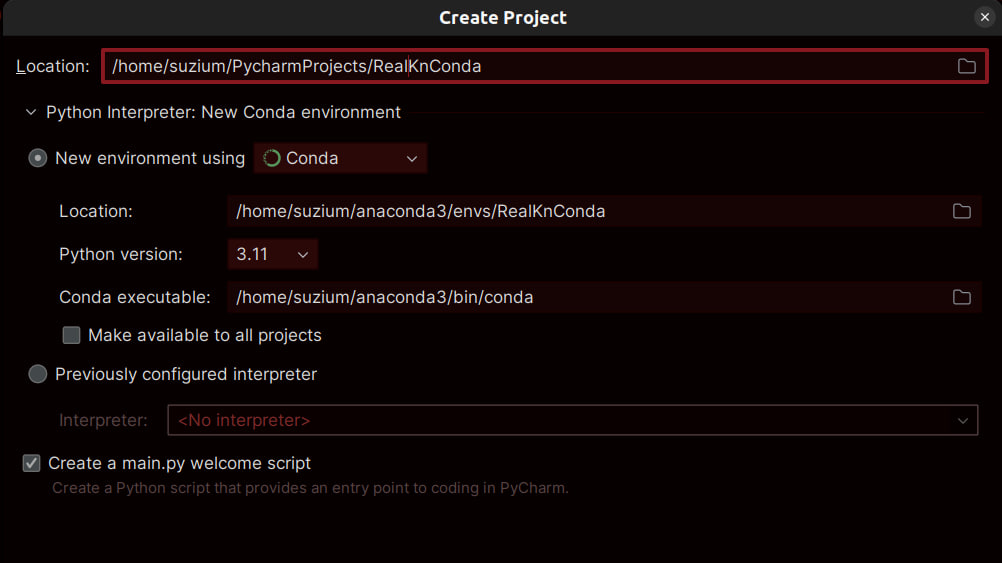 Create Project
Location: /home/suzium/PycharmProjects/RealKnConda
Python Interpreter: New Conda environment
New environment using Conda
Location: /home/suzium/anaconda3/envs/RealKnConda
Python version: 3.11
Conda executable: /home/suzium/anaconda3/bin/conda
Make available to all projects
Previously configured interpreter
Interpreter: <No interpreter>
Create a main.py welcome script
Create a Python script that provides an entry point to coding in PyCharm.